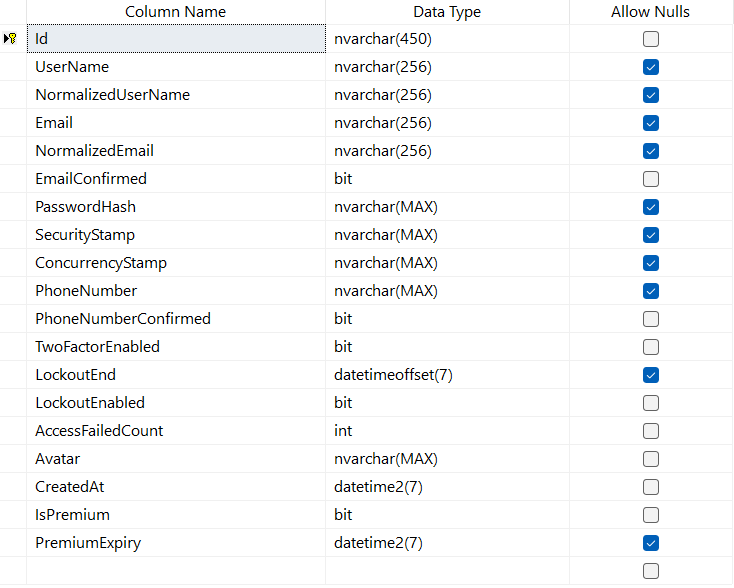 Column Name Data Type Allow Nulls
Id nvarchar(450)
UserName nvarchar(256)
NormalizedUserName nvarchar(256)
Email nvarchar(256)
NormalizedEmail nvarchar(256)
EmailConfirmed bit
PasswordHash nvarchar(MAX)
SecurityStamp nvarchar(MAX)
ConcurrencyStamp nvarchar(MAX)
PhoneNumber nvarchar(MAX)
PhoneNumberConfirmed bit
TwoFactorEnabled bit
LockoutEnd datetimeoffset(7)
LockoutEnabled bit
AccessFailedCount int
Avatar nvarchar(MAX)
CreatedAt datetime2(7)
IsPremium bit
PremiumExpiry datetime2(7)